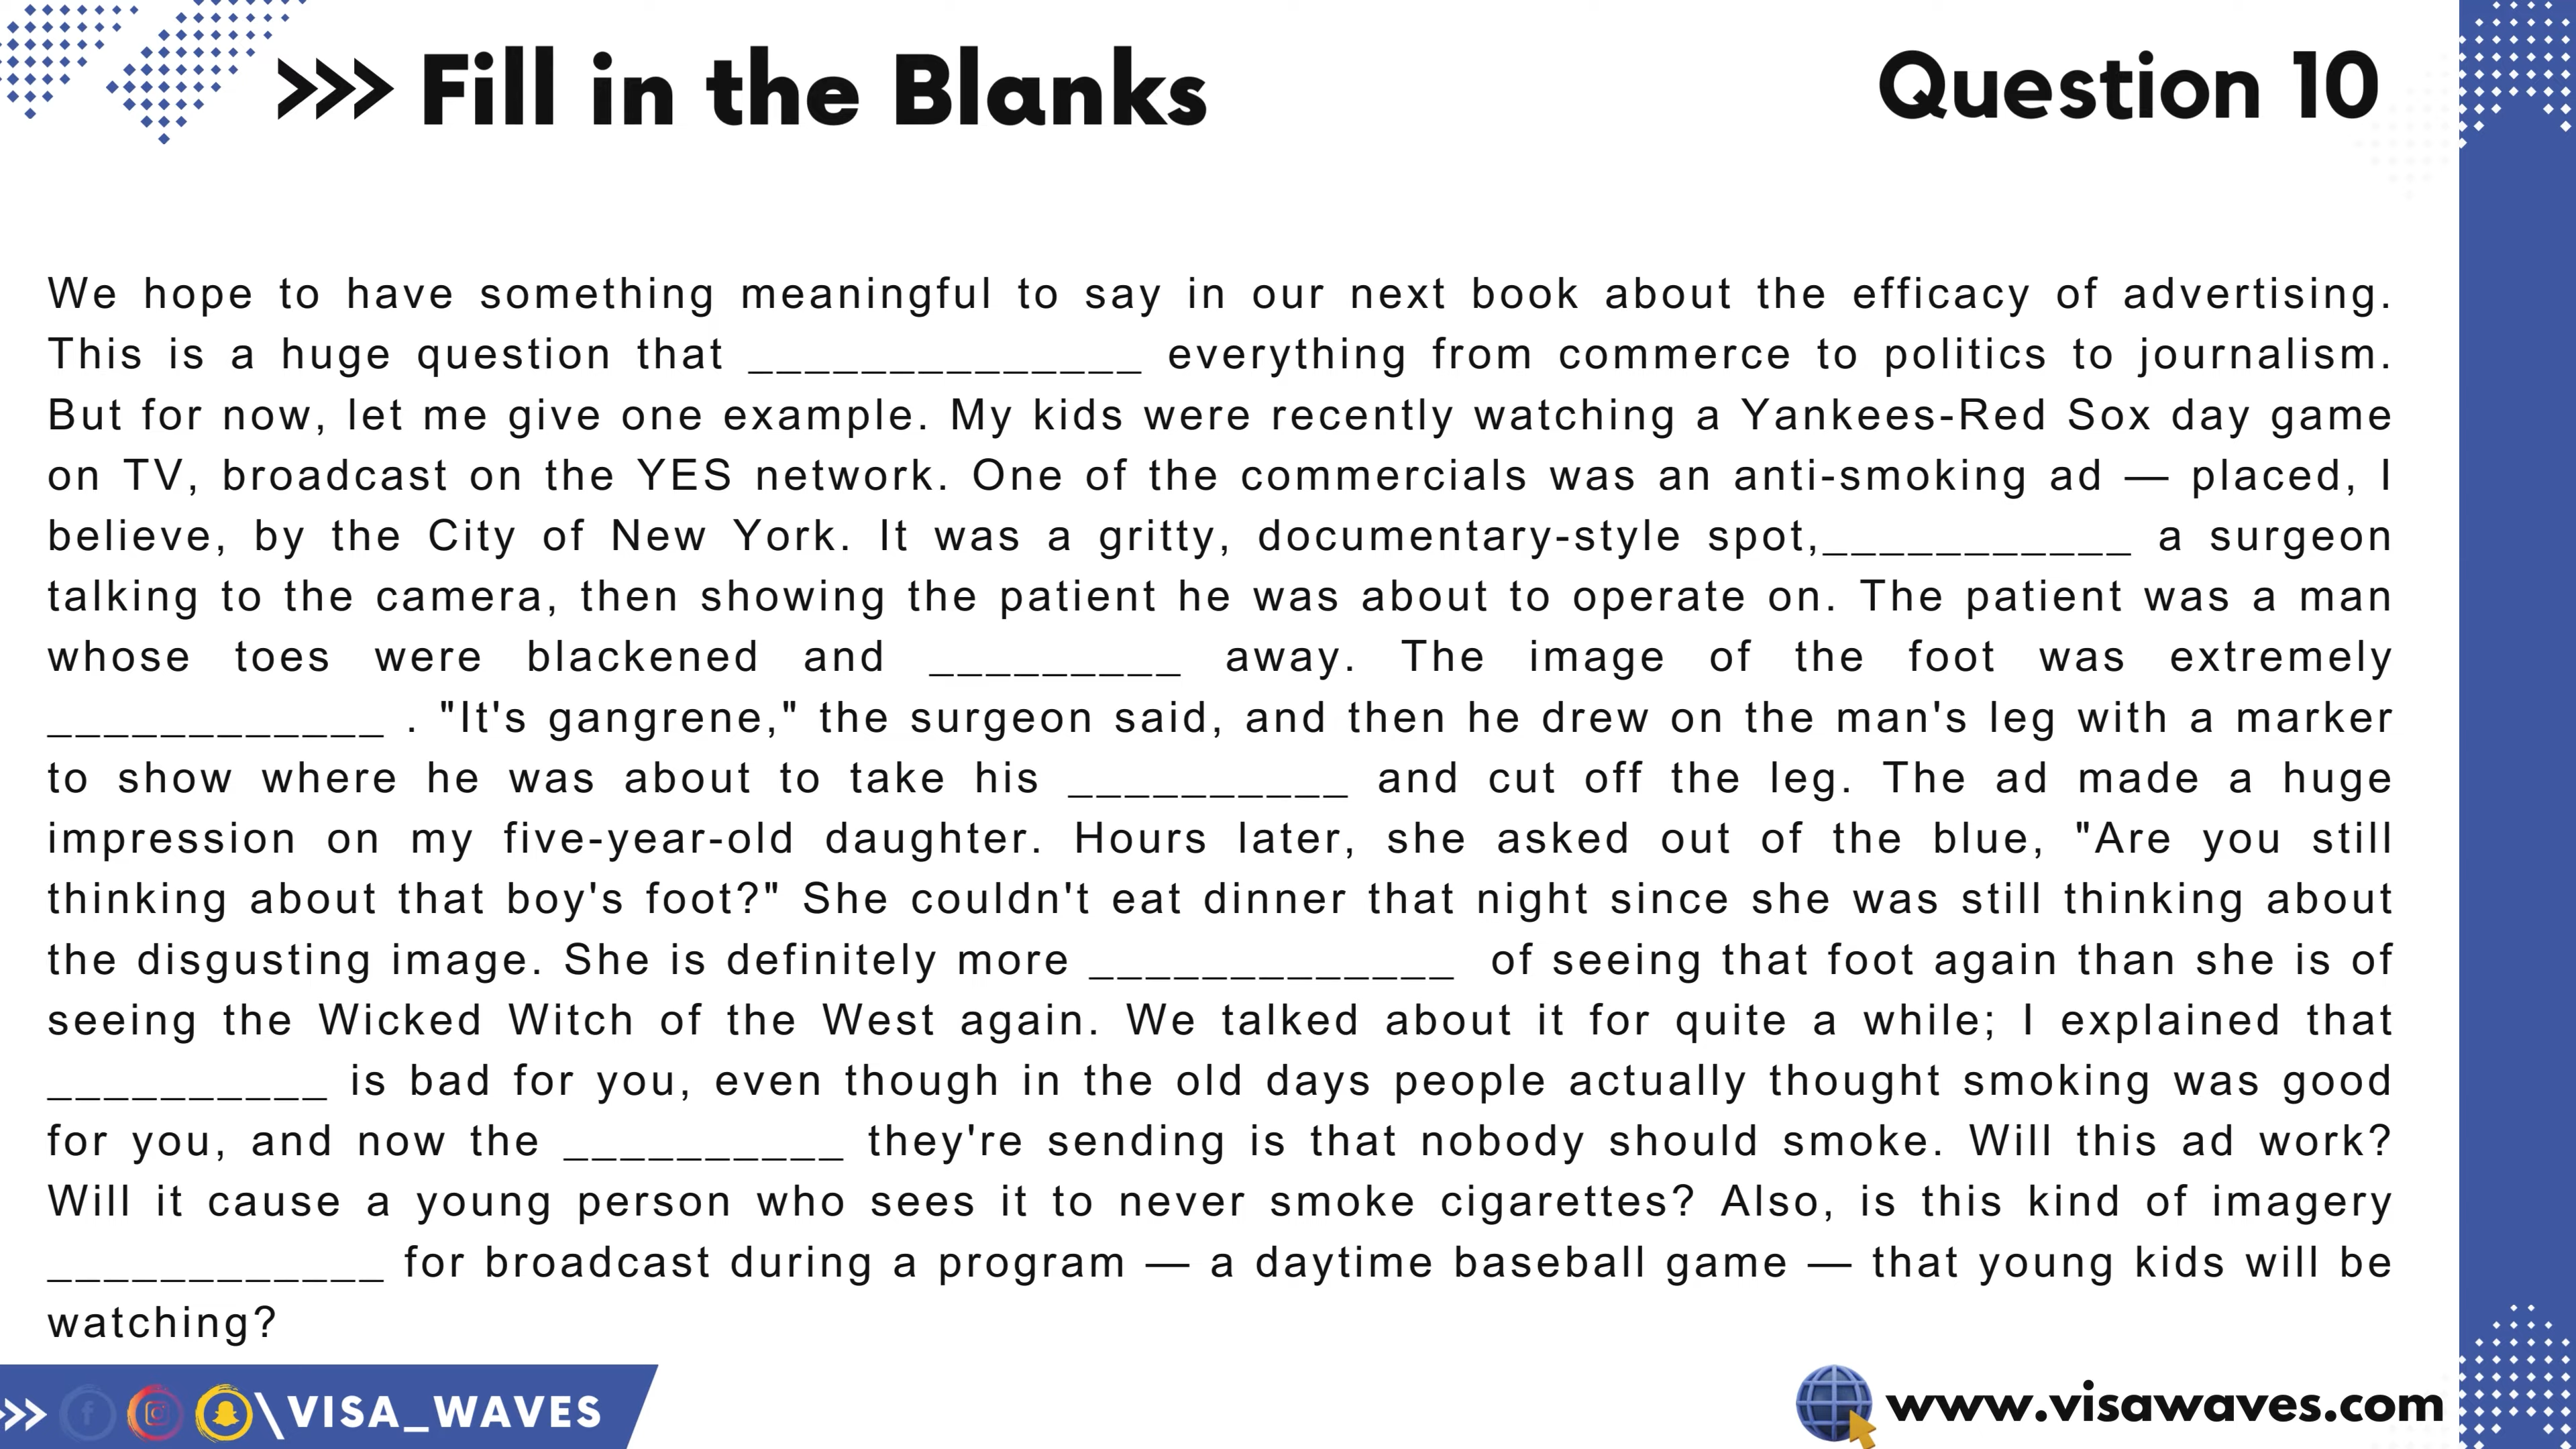 >>> Fill in the Blanks
Question 10
We hope to have something meaningful to say in our next book about the efficacy of advertising.
This is a huge question that ______________ everything from commerce to politics to journalism.
But for now, let me give one example. My kids were recently watching a Yankees-Red Sox day game
on TV, broadcast on the YES network. One of the commercials was an anti-smoking ad — placed, I
believe, by the City of New York. It was a gritty, documentary-style spot,___________ a surgeon
talking to the camera, then showing the patient he was about to operate on. The patient was a man
whose toes were blackened and _________ away. The image of the foot was extremely
____________ . "It's gangrene," the surgeon said, and then he drew on the man's leg with a marker
to show where he was about to take his __________ and cut off the leg. The ad made a huge
impression on my five-year-old daughter. Hours later, she asked out of the blue, "Are you still
thinking about that boy's foot?" She couldn't eat dinner that night since she was still thinking about
the disgusting image. She is definitely more _____________ of seeing that foot again than she is of
seeing the Wicked Witch of the West again. We talked about it for quite a while; I explained that
__________ is bad for you, even though in the old days people actually thought smoking was good
for you, and now the __________ they're sending is that nobody should smoke. Will this ad work?
Will it cause a young person who sees it to never smoke cigarettes? Also, is this kind of imagery
____________ for broadcast during a program — a daytime baseball game — that young kids will be
watching?
>> \VISA_WAVES
www.visawaves.com